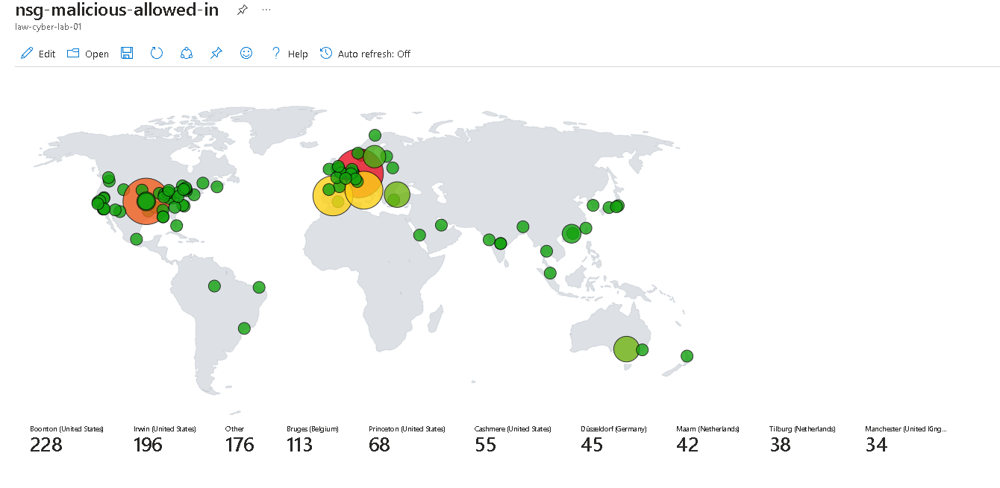 nsg-malicious-allowed-in
law-cyber-lab-01
Edit Open Help Auto refresh: Off
Boonton (United States) Irwin (United States) Other Bruges (Belgium) Princeton (United States) Cashmere (United States) Düsseldorf (Germany) Maarn (Netherlands) Tilburg (Netherlands) Manchester (United King...
228 196 176 113 68 55 45 42 38 34